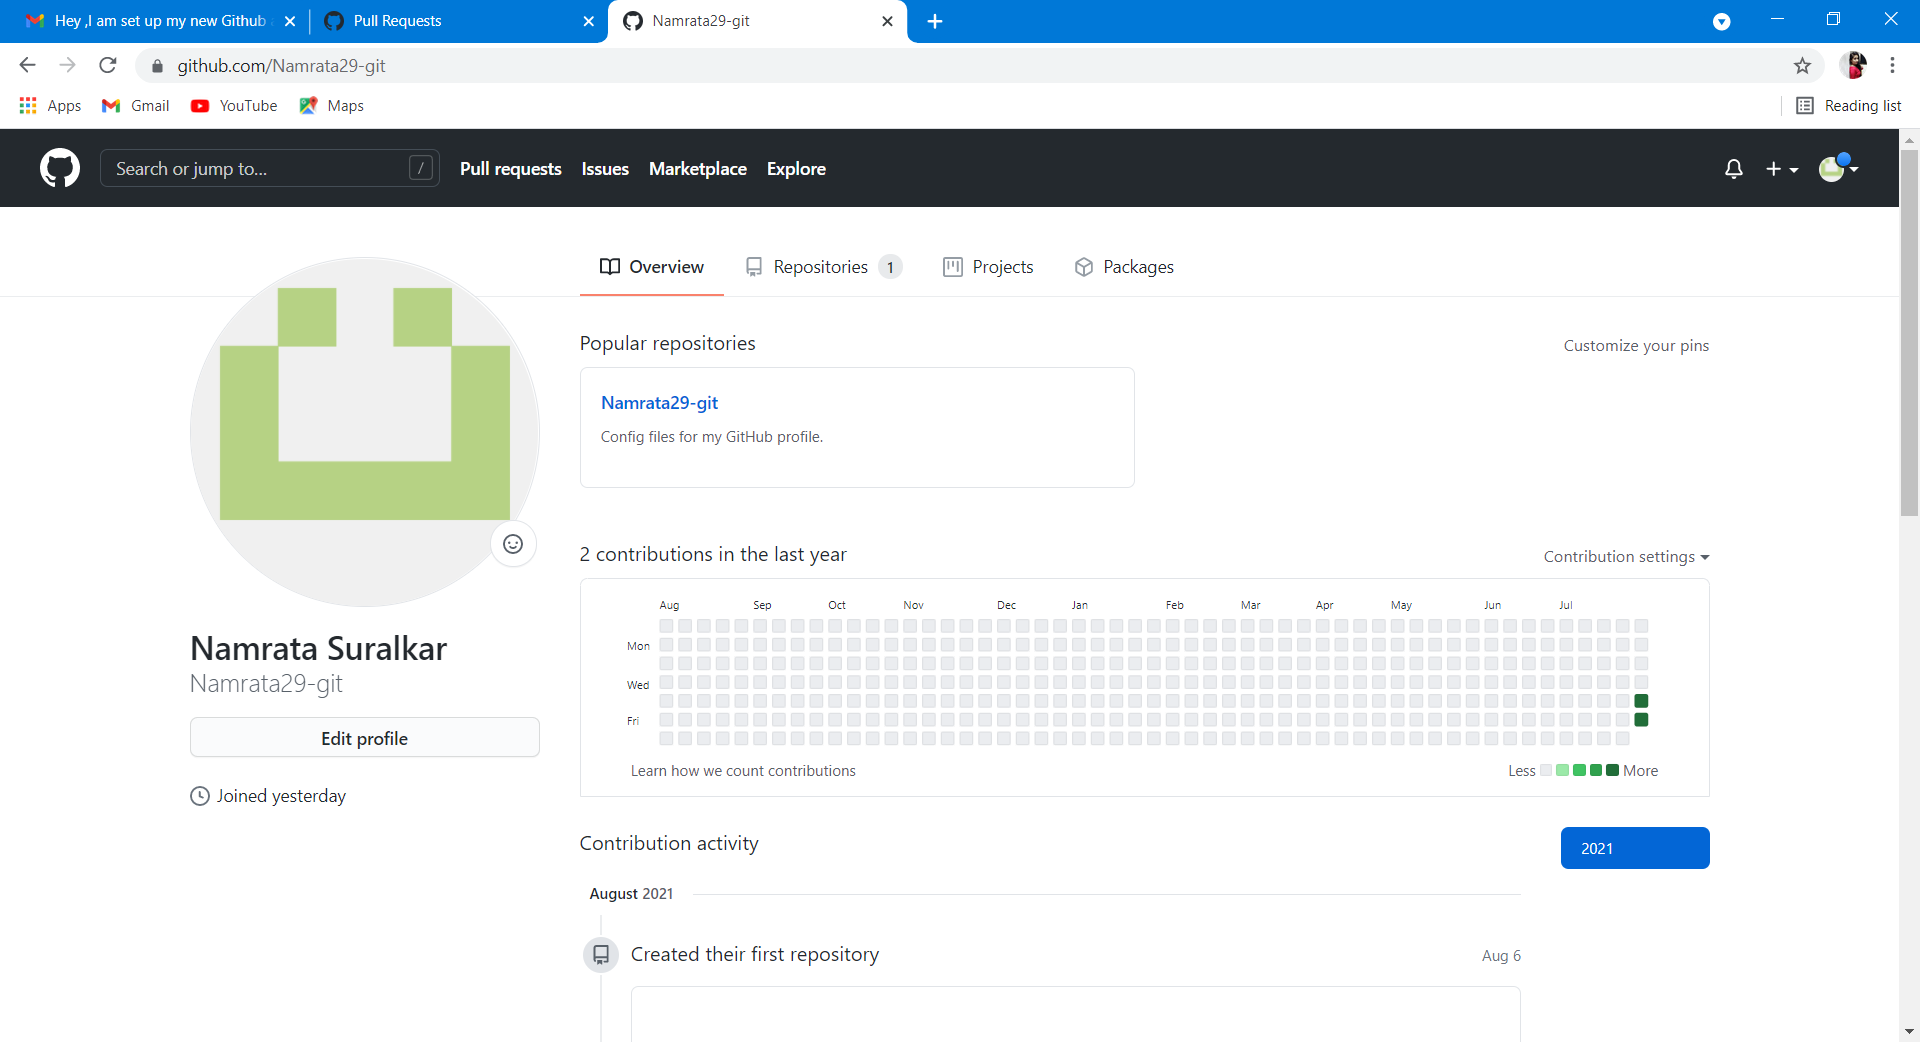 Hey ,I am set up my new Github
Pull Requests
Namrata29-git
github.com/Namrata29-git
Apps
Gmail
YouTube
Maps
Reading list
Search or jump to...
/
Pull requests
Issues
Marketplace
Explore
Overview
Repositories 1
Projects
Packages
Namrata Suralkar
Namrata29-git
Edit profile
Joined yesterday
Popular repositories
Customize your pins
Namrata29-git
Config files for my GitHub profile.
2 contributions in the last year
Contribution settings
Aug Sep Oct Nov Dec Jan Feb Mar Apr May Jun Jul
Mon
Wed
Fri
Learn how we count contributions
Less More
Contribution activity
2021
August 2021
Created their first repository
Aug 6